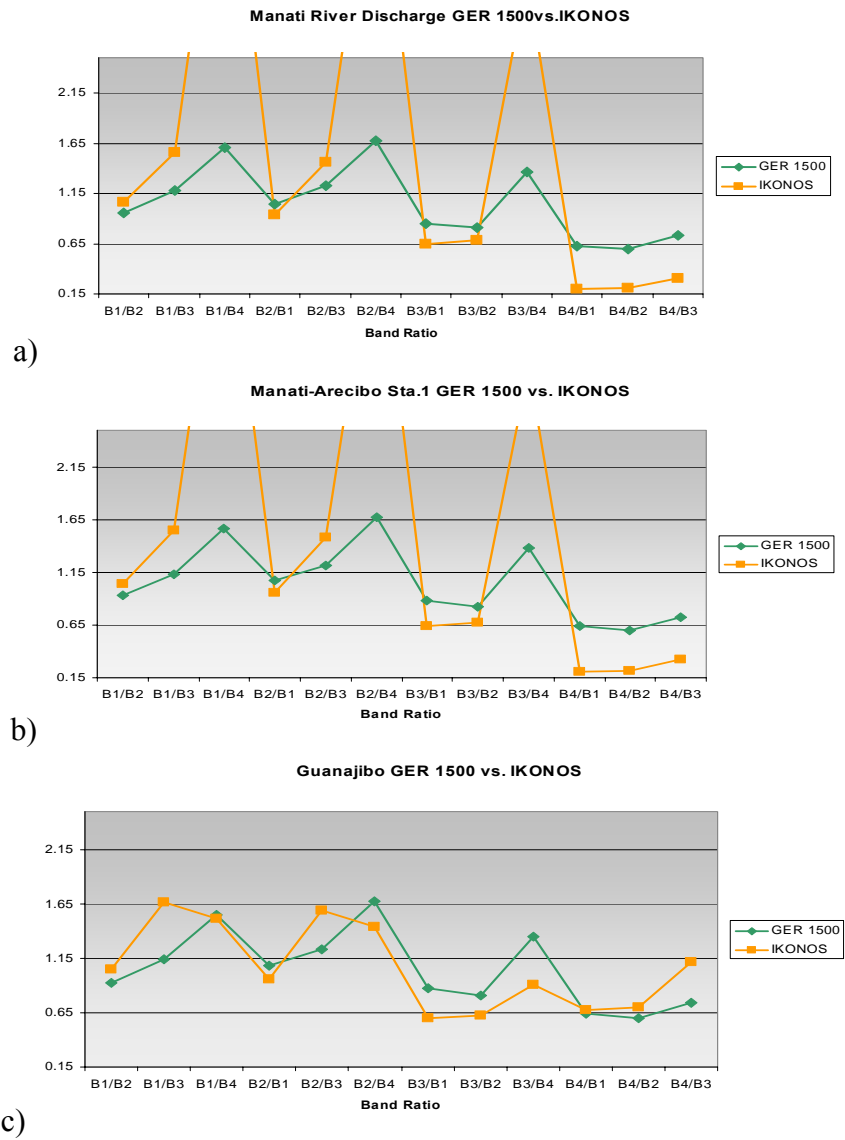 Manati River Discharge GER 1500vs.IKONOS
2.15
1.65
1.15
0.65
0.15
B1/B2 B1/B3 B1/B4 B2/B1 B2/B3 B2/B4 B3/B1 B3/B2 B3/B4 B4/B1 B4/B2 B4/B3
Band Ratio
GER 1500
IKONOS
a)
Manati-Arecibo Sta.1 GER 1500 vs. IKONOS
2.15
1.65
1.15
0.65
0.15
B1/B2 B1/B3 B1/B4 B2/B1 B2/B3 B2/B4 B3/B1 B3/B2 B3/B4 B4/B1 B4/B2 B4/B3
Band Ratio
GER 1500
IKONOS
b)
Guanajibo GER 1500 vs. IKONOS
2.15
1.65
1.15
0.65
0.15
B1/B2 B1/B3 B1/B4 B2/B1 B2/B3 B2/B4 B3/B1 B3/B2 B3/B4 B4/B1 B4/B2 B4/B3
Band Ratio
GER 1500
IKONOS
c)